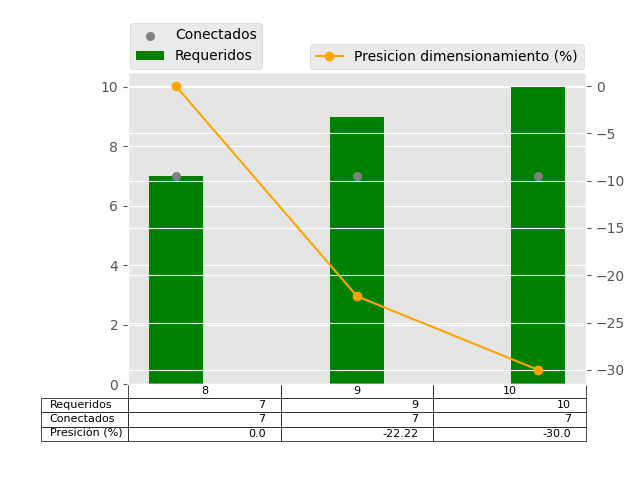 Conectados
Requeridos
Presicion dimensionamiento (%)
10
8
6
4
2
0
0
−5
−10
−15
−20
−25
−30
8 9 10
Requeridos 7 9 10
Conectados 7 7 7
Presición (%) 0.0 -22.22 -30.0